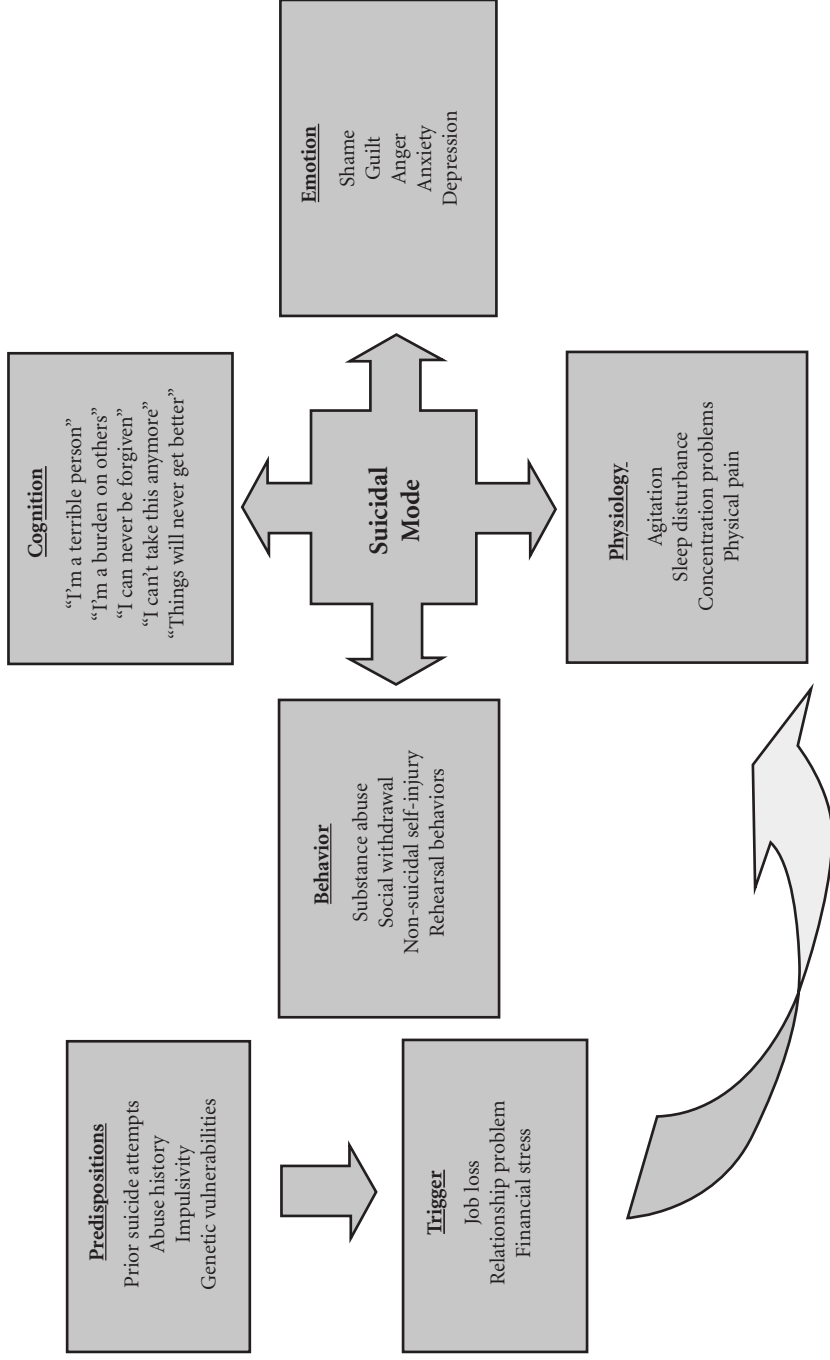 Predispositions
Prior suicide attempts
Abuse history
Impulsivity
Genetic vulnerabilities
Trigger
Job loss
Relationship problem
Financial stress
Behavior
Substance abuse
Social withdrawal
Non-suicidal self-injury
Rehearsal behaviors
Cognition
“I'm a terrible person”
“I'm a burden on others”
“I can never be forgiven”
“I can't take this anymore”
“Things will never get better”
Suicidal
Mode
Emotion
Shame
Guilt
Anger
Anxiety
Depression
Physiology
Agitation
Sleep disturbance
Concentration problems
Physical pain